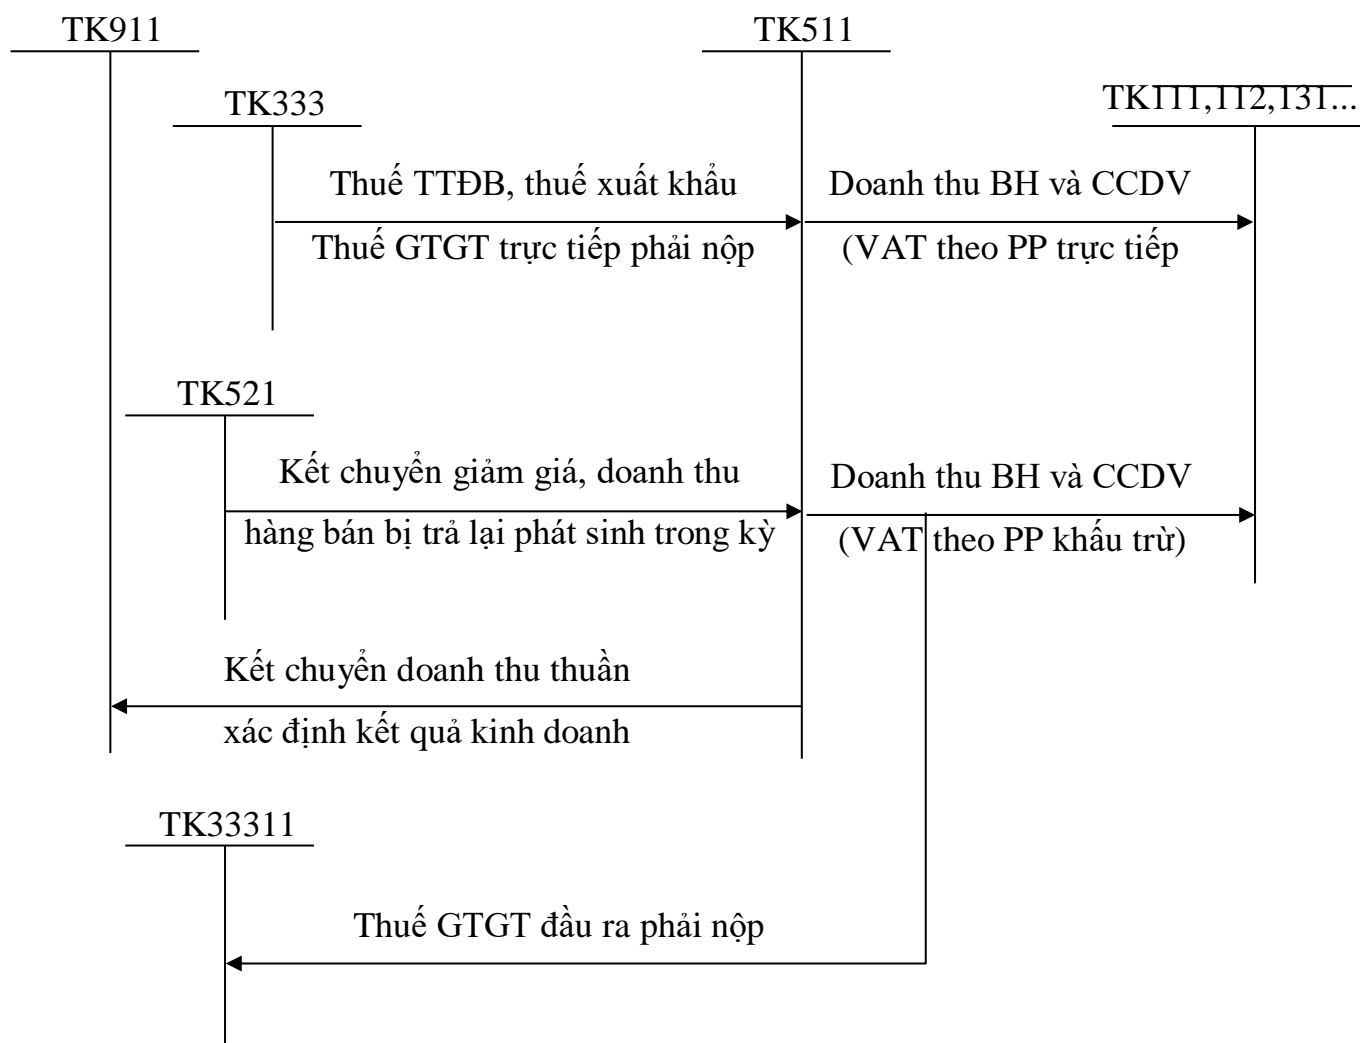 TK911
TK511
TK333
TK111,112,131...
Thuế TTĐB, thuế xuất khẩu
Doanh thu BH và CCDV
Thuế GTGT trực tiếp phải nộp
(VAT theo PP trực tiếp
TK521
Kết chuyển giảm giá, doanh thu
Doanh thu BH và CCDV
hàng bán bị trả lại phát sinh trong kỳ
(VAT theo PP khấu trừ)
Kết chuyển doanh thu thuần
xác định kết quả kinh doanh
TK33311
Thuế GTGT đầu ra phải nộp